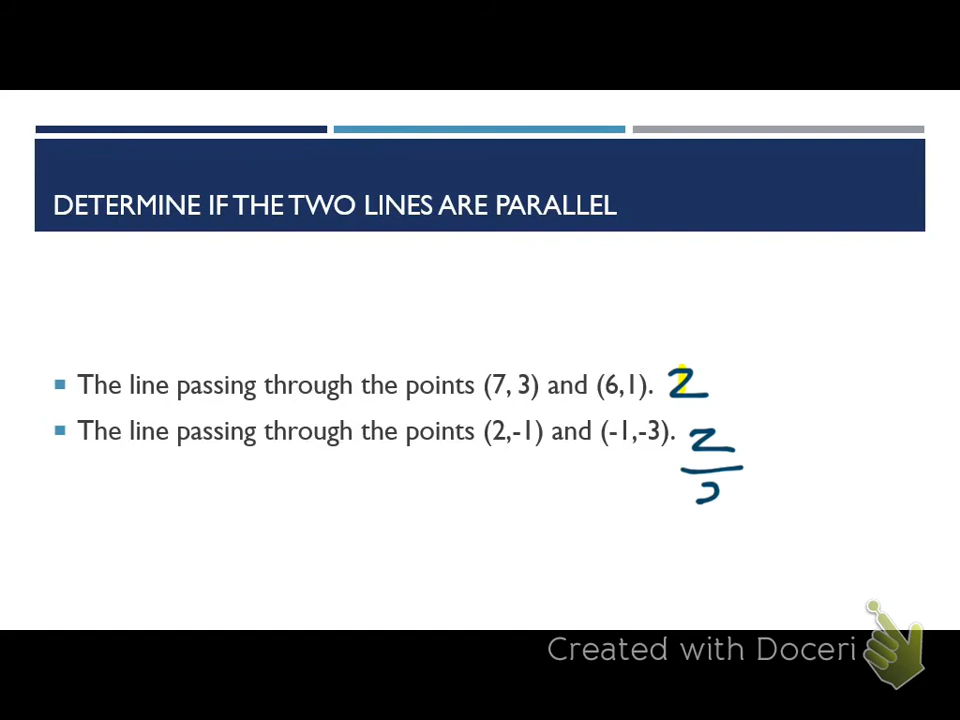 DETERMINE IF THE TWO LINES ARE PARALLEL
The line passing through the points (7, 3) and (6,1). 2
The line passing through the points (2,-1) and (-1,-3). 2
Created with Doceri